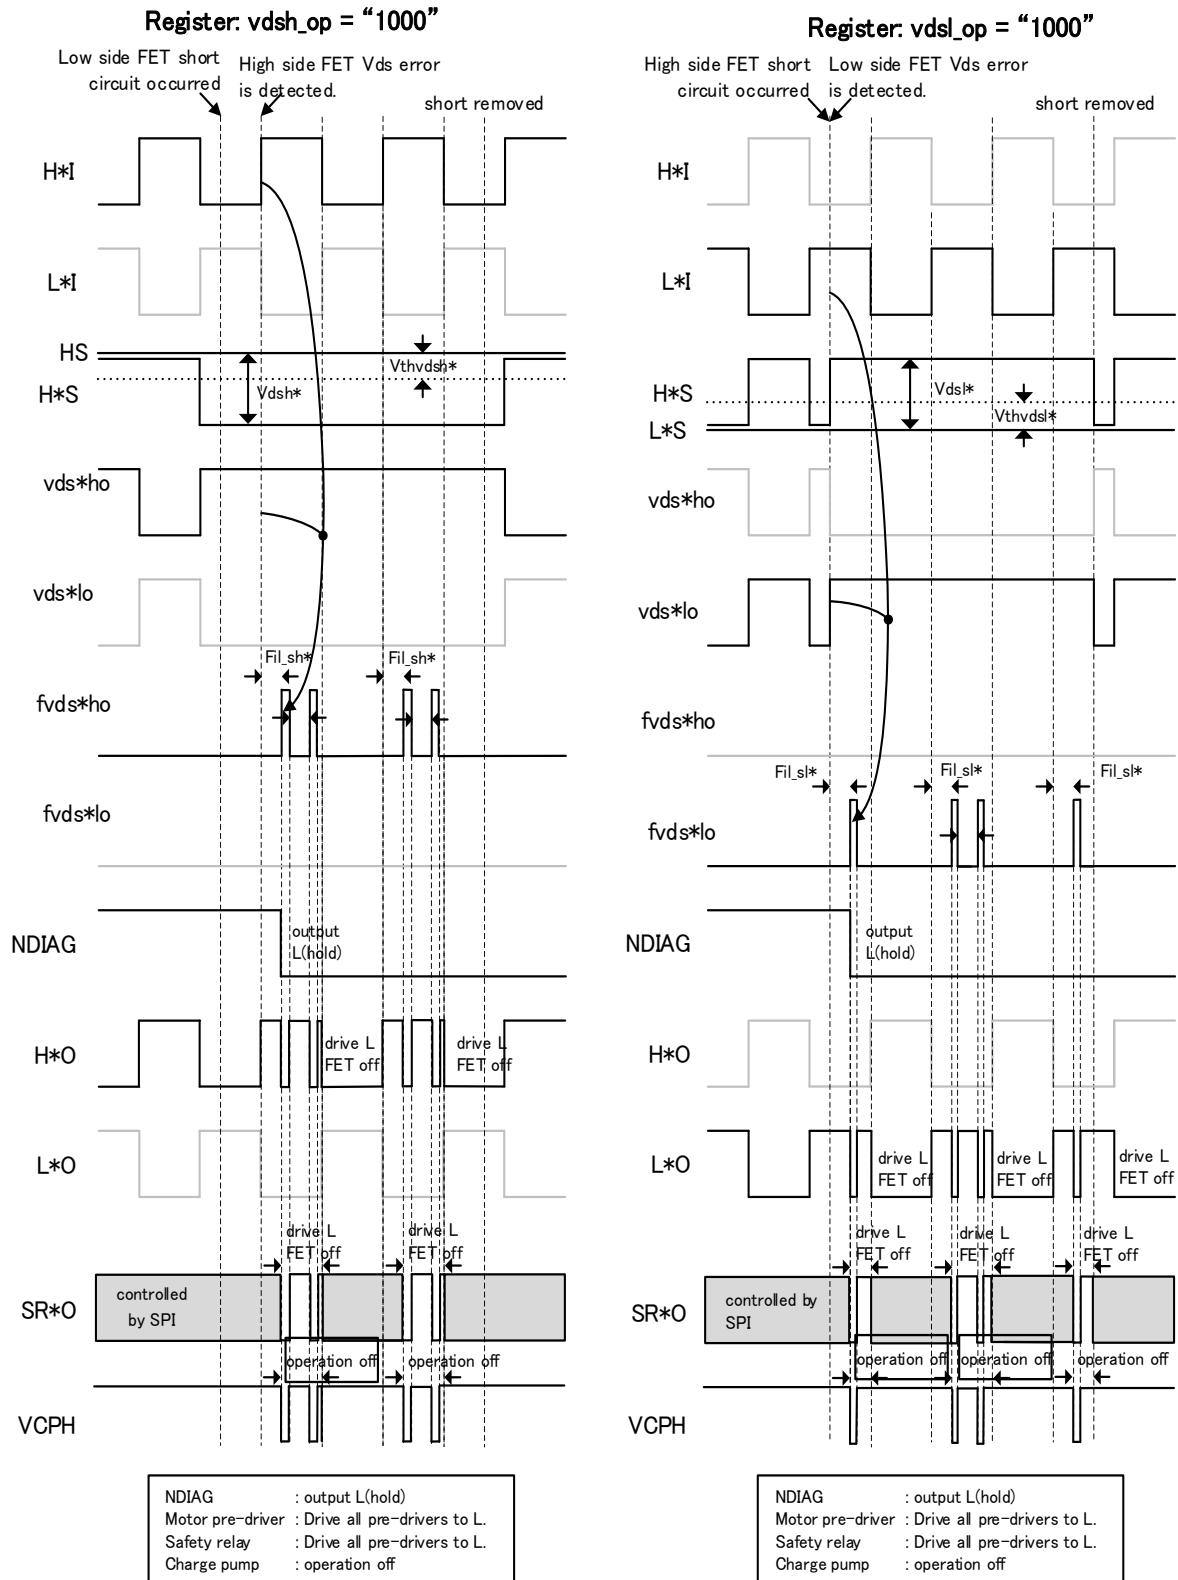 Register: vdsh_op = “1000”
Low side FET short
circuit occurred
High side FET Vds error
is detected.
short removed
H*I
L*I
HS
Vthvdsh*
H*S
Vdsh*
vds*ho
vds*lo
Fil_sh*
Fil_sh*
fvds*ho
fvds*lo
NDIAG
output
L(hold)
H*O
drive L
FET off
drive L
FET off
L*O
drive L
FET off
drive L
FET off
SR*O
controlled
by SPI
operation off
operation off
VCPH
NDIAG : output L(hold)
Motor pre-driver : Drive all pre-drivers to L.
Safety relay : Drive all pre-drivers to L.
Charge pump : operation off
Register: vdsl_op = “1000”
High side FET short
circuit occurred
Low side FET Vds error
is detected.
short removed
H*I
L*I
H*S
Vdsl*
Vthvdsl*
L*S
vds*ho
vds*lo
fvds*ho
Fil_sl*
Fil_sl*
Fil_sl*
fvds*lo
NDIAG
output
L(hold)
H*O
L*O
drive L
FET off
drive L
FET off
drive L
FET off
drive L
FET off
drive L
FET off
drive L
FET off
SR*O
controlled by
SPI
operation off
operation off
operation off
VCPH
NDIAG : output L(hold)
Motor pre-driver : Drive all pre-drivers to L.
Safety relay : Drive all pre-drivers to L.
Charge pump : operation off